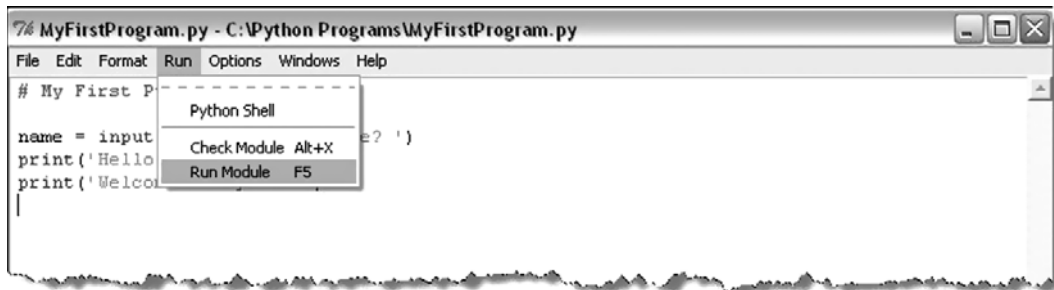 MyFirstProgram.py - C:\Python Programs\MyFirstProgram.py
File Edit Format Run Options Windows Help
# My First P
Python Shell
name = input e? ')
Check Module Alt+X
print('Hello
Run Module F5
print('Welco